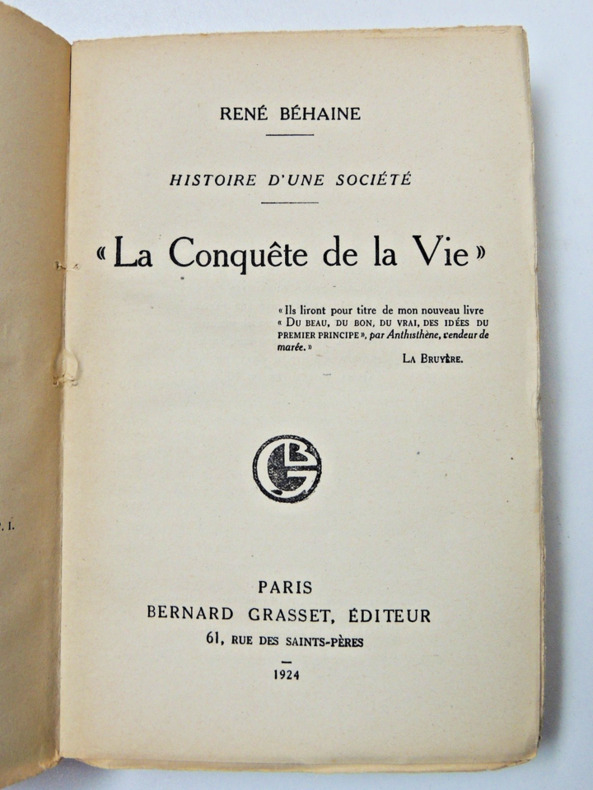 RENÉ BÉHAINE
HISTOIRE D'UNE SOCIÉTÉ
« La Conquête de la Vie »
« Ils liront pour titre de mon nouveau livre
« DU BEAU, DU BON, DU VRAI, DES IDÉES DU
PREMIER PRINCIPE », par Anthisthène, vendeur de
marée. »
LA BRUYÈRE.
BG
PARIS
BERNARD GRASSET, ÉDITEUR
61, RUE DES SAINTS-PÈRES
1924